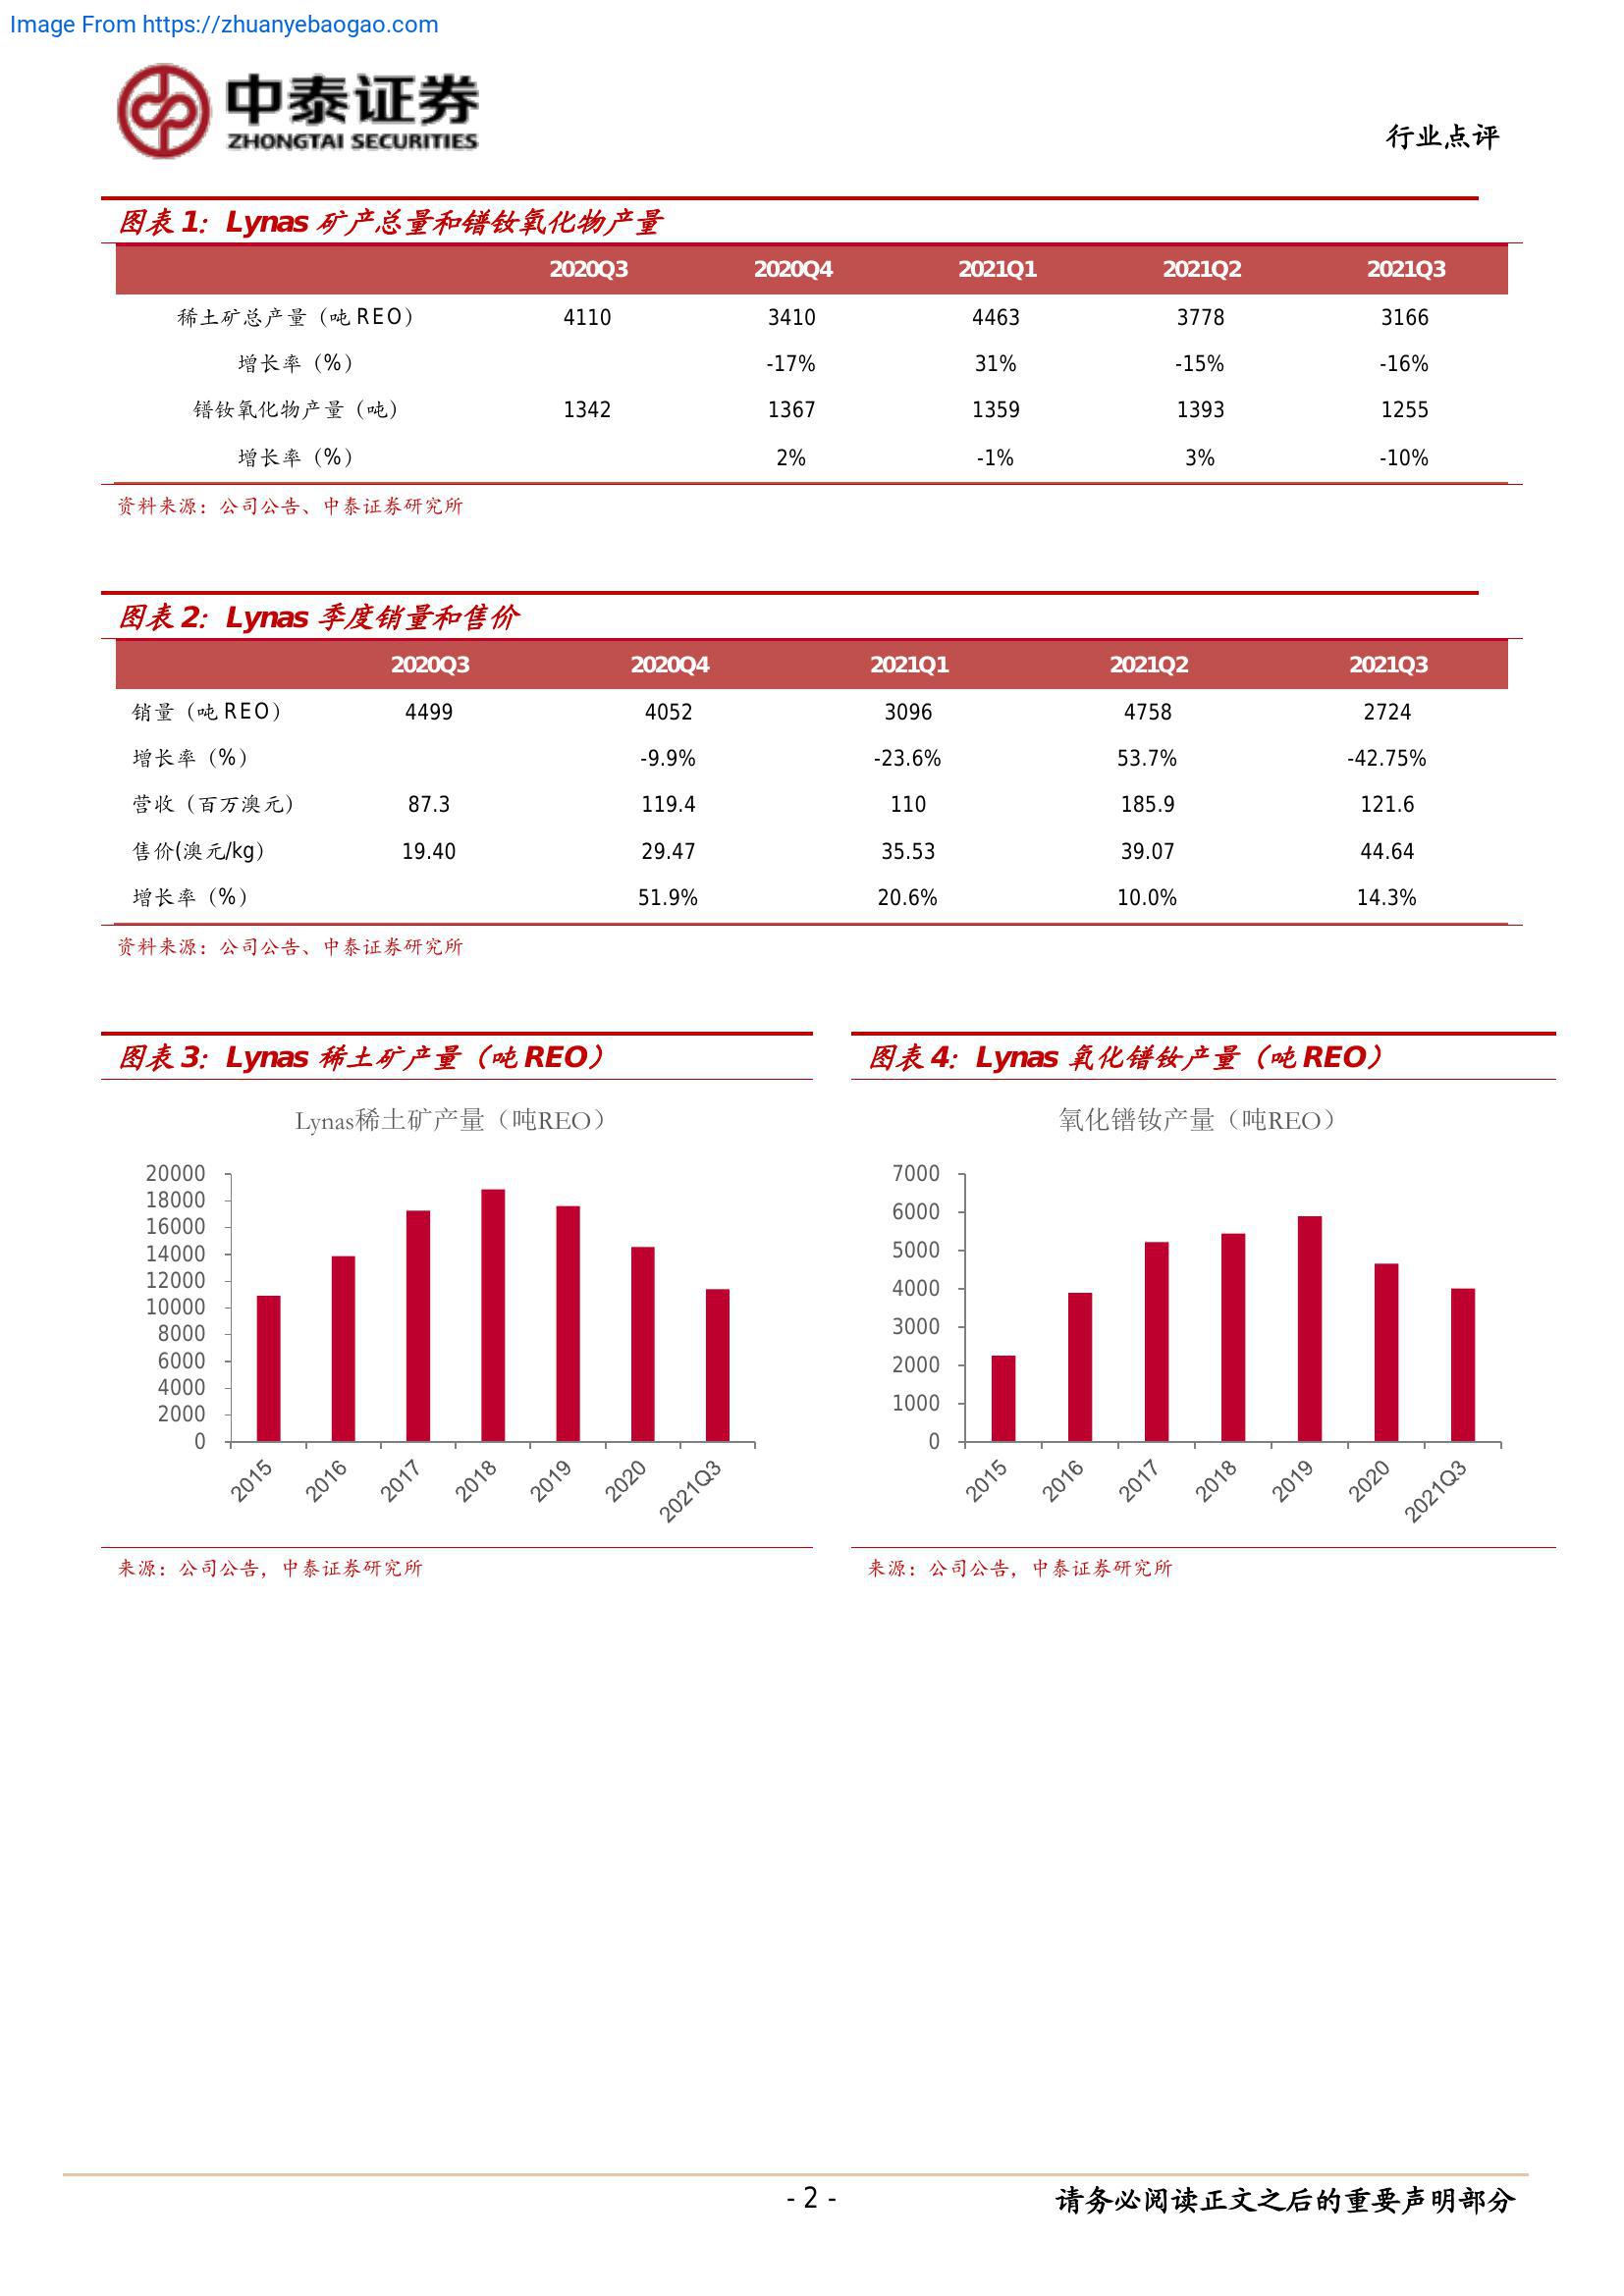 Image From https://zhuanyebaogao.com
中泰证券
ZHONGTAI SECURITIES
行业点评
图表1：Lynas 矿产总量和镨钕氧化物产量
2020Q3 2020Q4 2021Q1 2021Q2 2021Q3
稀土矿总产量（吨REO） 4110 3410 4463 3778 3166
增长率（%） -17% 31% -15% -16%
镨钕氧化物产量（吨） 1342 1367 1359 1393 1255
增长率（%） 2% -1% 3% -10%
资料来源：公司公告、中泰证券研究所
图表2：Lynas 季度销量和售价
2020Q3 2020Q4 2021Q1 2021Q2 2021Q3
销量（吨REO） 4499 4052 3096 4758 2724
增长率（%） -9.9% -23.6% 53.7% -42.75%
营收（百万澳元） 87.3 119.4 110 185.9 121.6
售价(澳元/kg） 19.40 29.47 35.53 39.07 44.64
增长率（%） 51.9% 20.6% 10.0% 14.3%
资料来源：公司公告、中泰证券研究所
图表3：Lynas 稀土矿产量（吨REO）
Lynas稀土矿产量（吨REO）
20000
18000
16000
14000
12000
10000
8000
6000
4000
2000
0
2015 2016 2017 2018 2019 2020 2021Q3
来源：公司公告，中泰证券研究所
图表4：Lynas 氧化镨钕产量（吨REO）
氧化镨钕产量（吨REO）
7000
6000
5000
4000
3000
2000
1000
0
2015 2016 2017 2018 2019 2020 2021Q3
来源：公司公告，中泰证券研究所
- 2 -
请务必阅读正文之后的重要声明部分